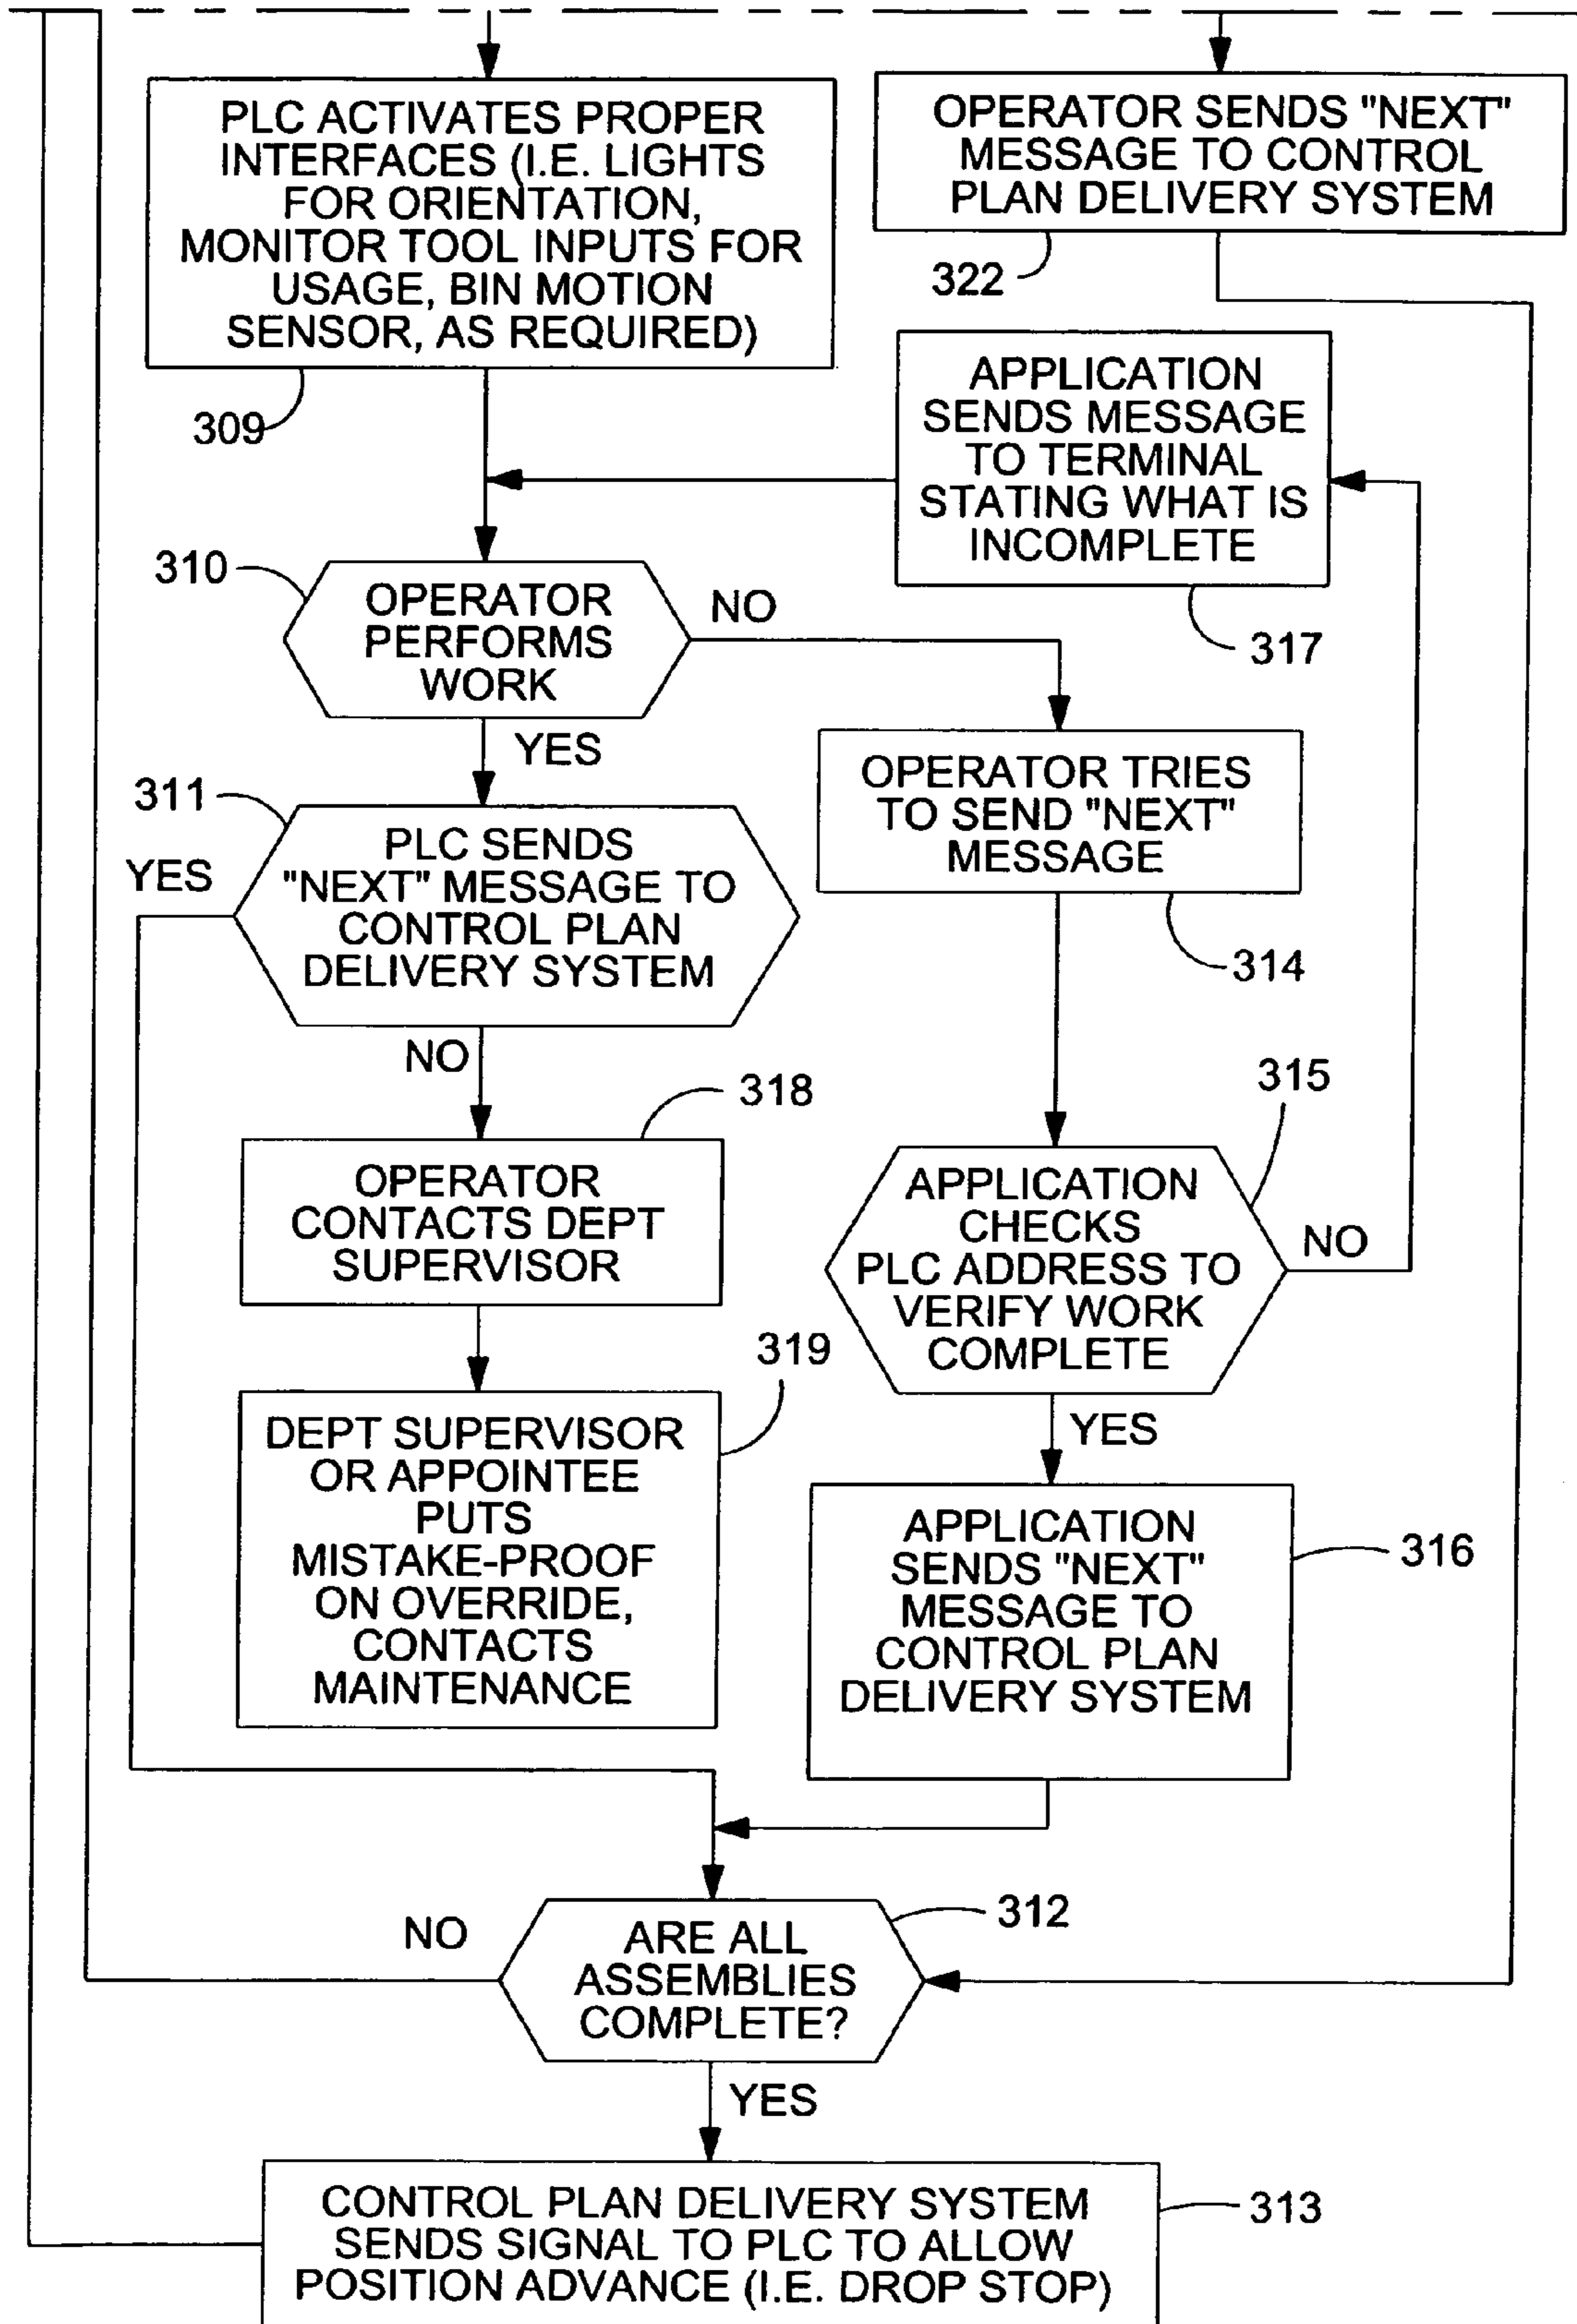 PLC ACTIVATES PROPER
INTERFACES (I.E. LIGHTS
FOR ORIENTATION,
MONITOR TOOL INPUTS FOR
USAGE, BIN MOTION
SENSOR, AS REQUIRED)
309
OPERATOR SENDS "NEXT"
MESSAGE TO CONTROL
PLAN DELIVERY SYSTEM
322
APPLICATION
SENDS MESSAGE
TO TERMINAL
STATING WHAT IS
INCOMPLETE
317
310
OPERATOR
PERFORMS
WORK
NO
YES
311
YES
PLC SENDS
"NEXT" MESSAGE TO
CONTROL PLAN
DELIVERY SYSTEM
NO
OPERATOR TRIES
TO SEND "NEXT"
MESSAGE
314
318
OPERATOR
CONTACTS DEPT
SUPERVISOR
315
APPLICATION
CHECKS
PLC ADDRESS TO
VERIFY WORK
COMPLETE
NO
YES
319
DEPT SUPERVISOR
OR APPOINTEE
PUTS
MISTAKE-PROOF
ON OVERRIDE,
CONTACTS
MAINTENANCE
APPLICATION
SENDS "NEXT"
MESSAGE TO
CONTROL PLAN
DELIVERY SYSTEM
316
312
NO
ARE ALL
ASSEMBLIES
COMPLETE?
YES
CONTROL PLAN DELIVERY SYSTEM
SENDS SIGNAL TO PLC TO ALLOW
POSITION ADVANCE (I.E. DROP STOP)
313